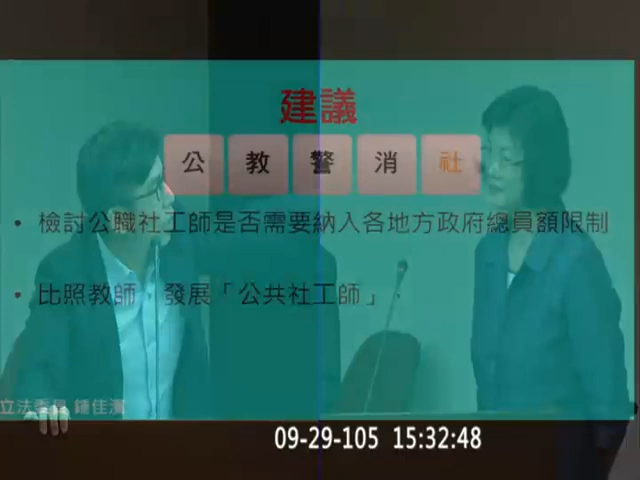 建議
公 教 警 消 社
• 檢討公職社工師是否需要納入各地方政府總員額限制
• 比照教師，發展「公共社工師」.
立法委員 鍾佳濱
09-29-105 15:32:48